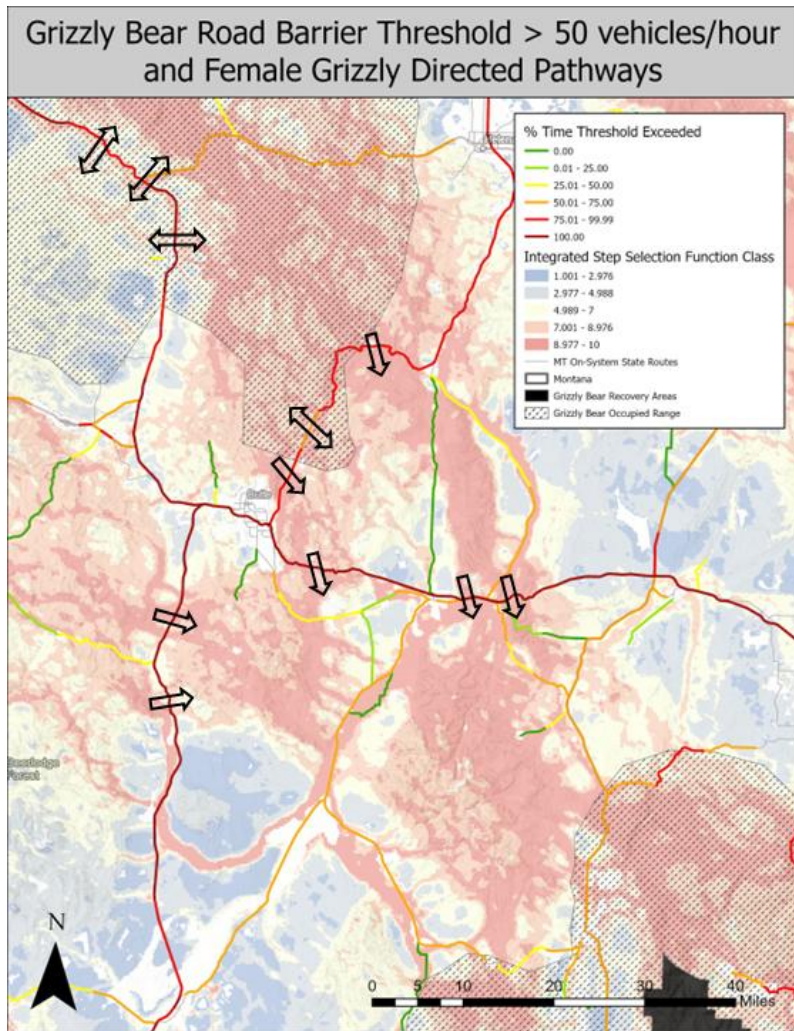 Grizzly Bear Road Barrier Threshold > 50 vehicles/hour
and Female Grizzly Directed Pathways
% Time Threshold Exceeded
0.00
0.01 - 25.00
25.01 - 50.00
50.01 - 75.00
75.01 - 99.99
100.00
Integrated Step Selection Function Class
1.001 - 2.976
2.977 - 4.988
4.989 - 7
7.001 - 8.976
8.977 - 10
MT On-System State Routes
Montana
Grizzly Bear Recovery Areas
Grizzly Bear Occupied Range
Butte
Forest
N
0 5 10 20 30 40
Miles